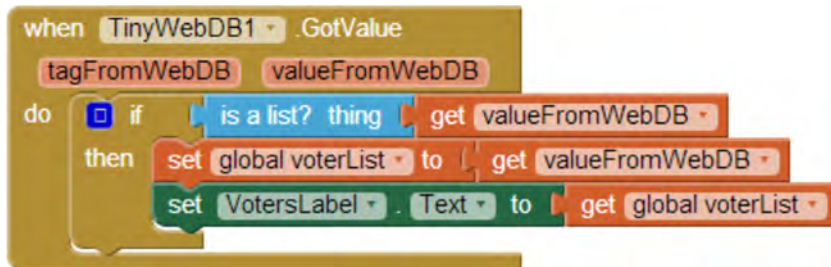 when TinyWebDB1 .GotValue
tagFromWebDB valueFromWebDB
do if is a list? thing get valueFromWebDB
then set global voterList to get valueFromWebDB
set VotersLabel . Text to get global voterList